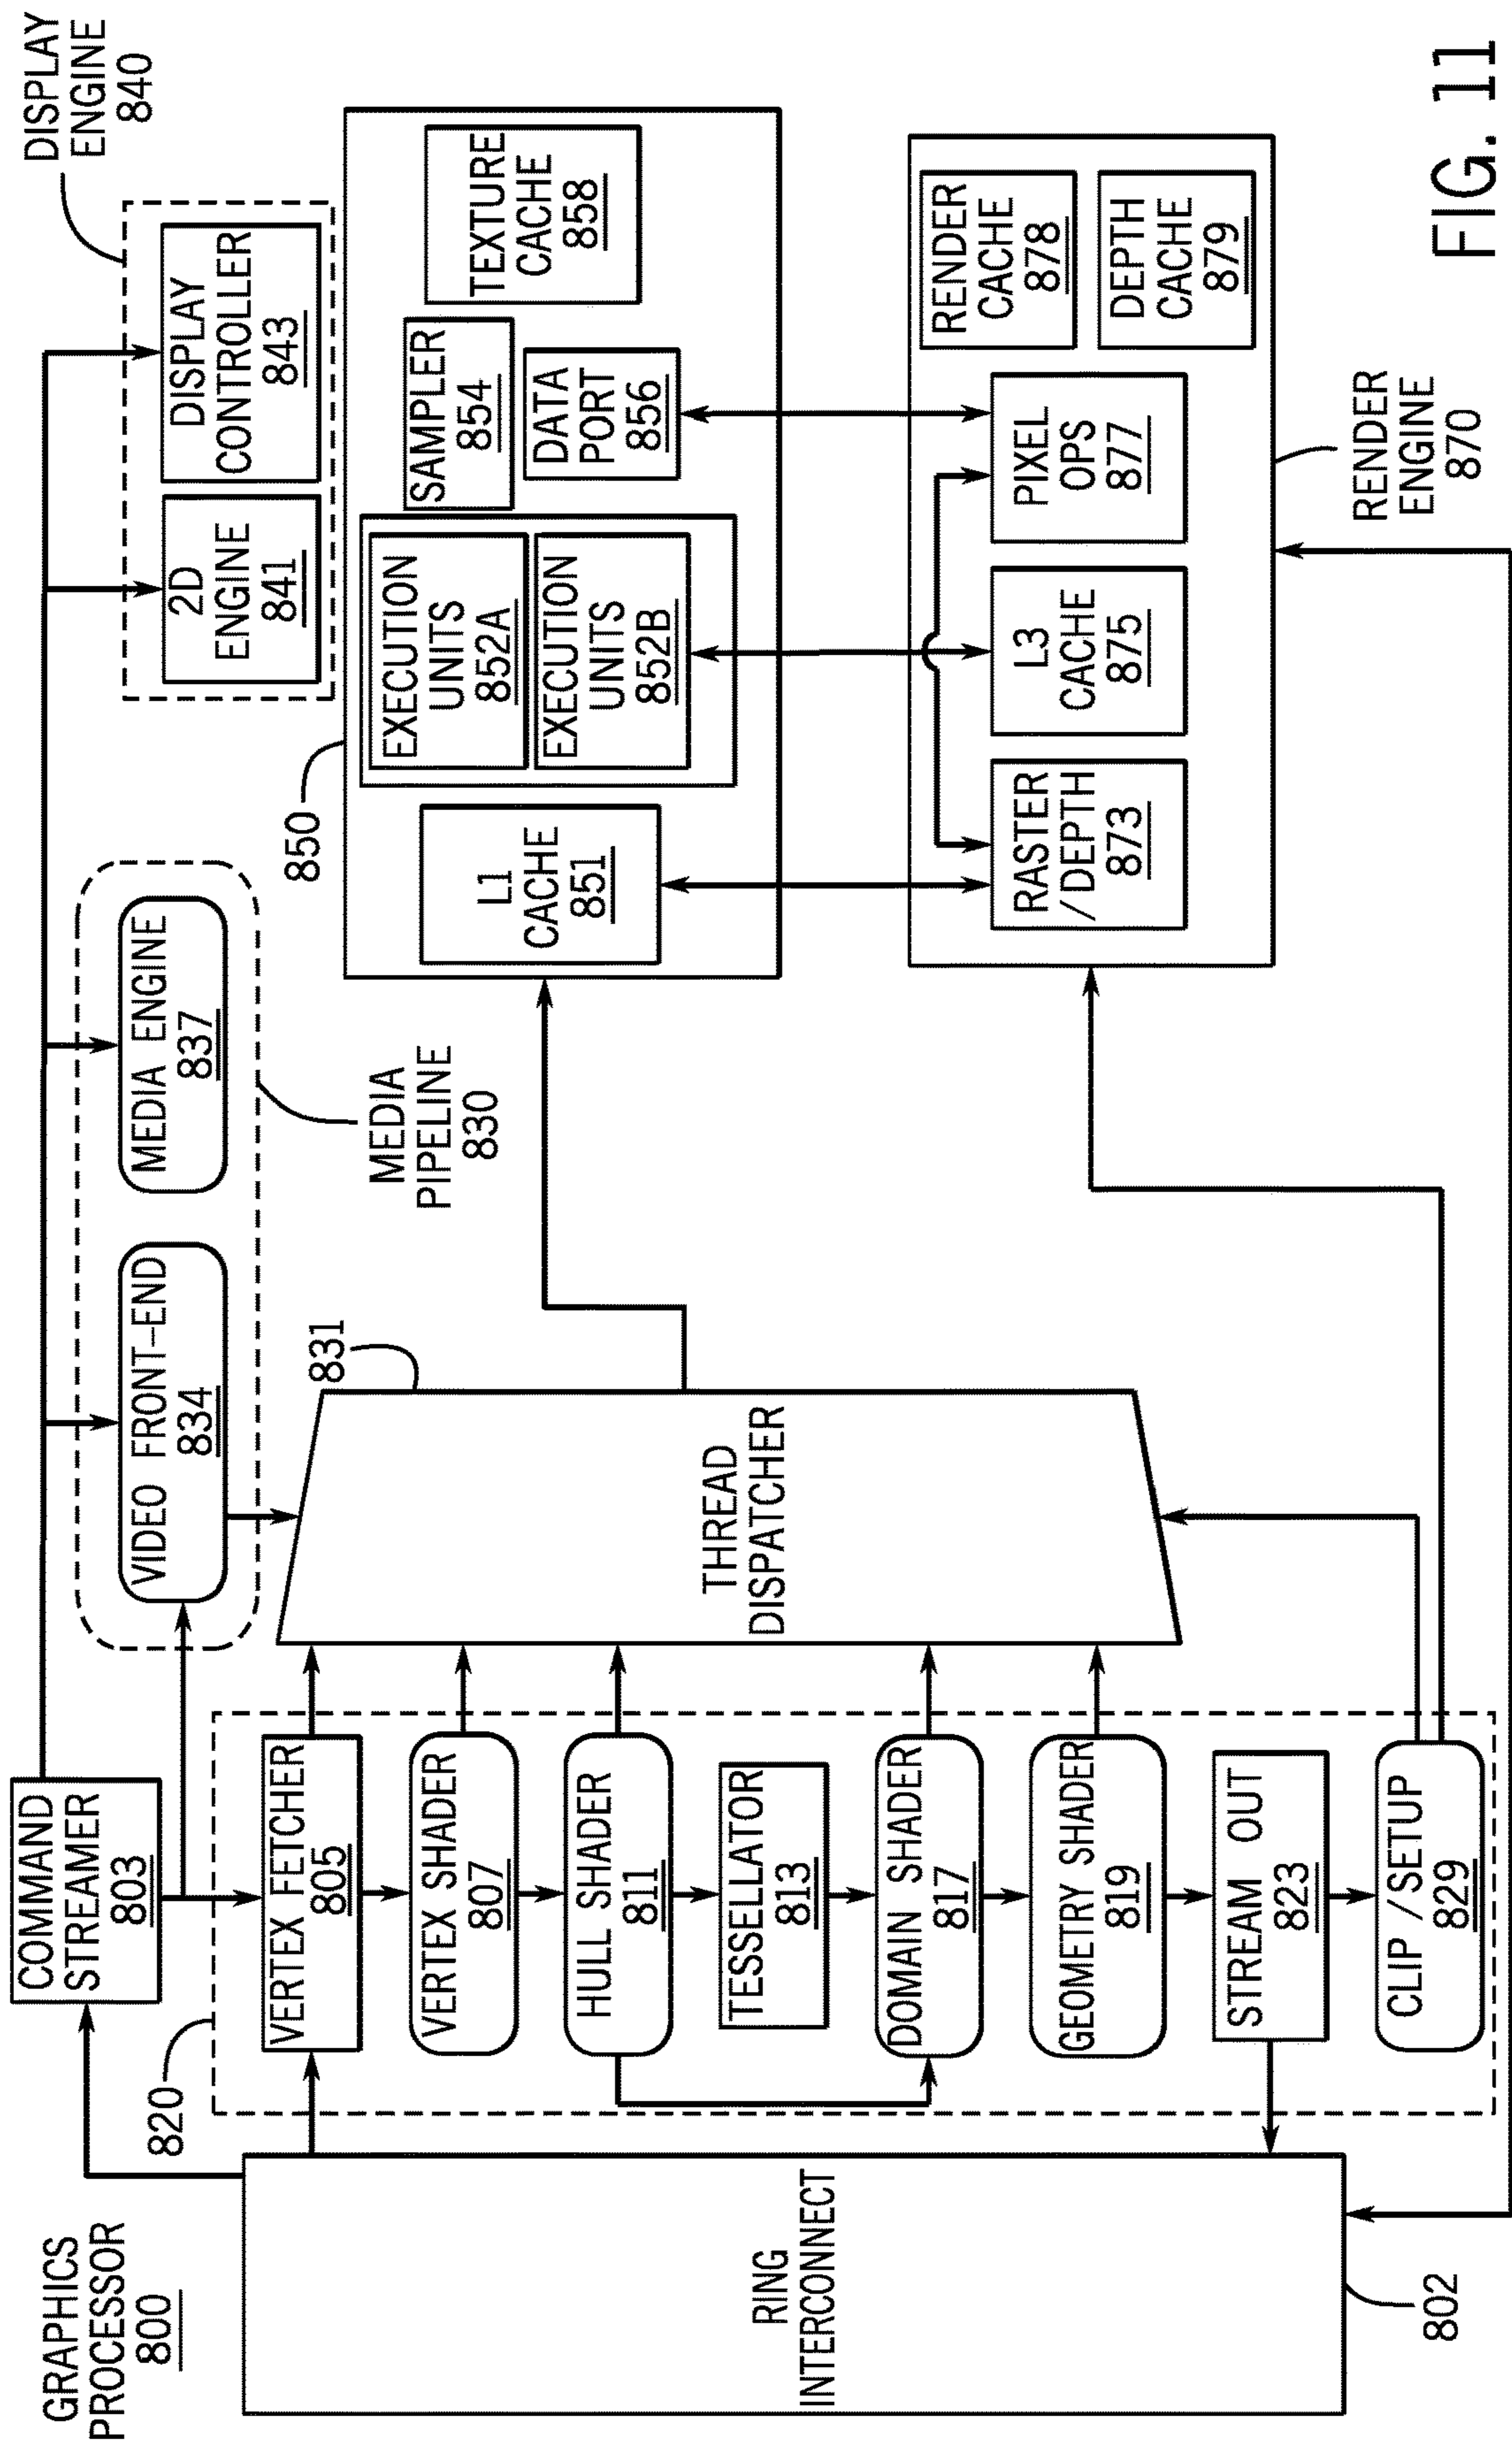 GRAPHICS
PROCESSOR
800
COMMAND
STREAMER
803
820
VERTEX FETCHER
805
VERTEX SHADER
807
HULL SHADER
811
TESSELLATOR
813
DOMAIN SHADER
817
GEOMETRY SHADER
819
STREAM OUT
823
CLIP/SETUP
829
RING
INTERCONNECT
802
VIDEO FRONT-END
834
MEDIA ENGINE
837
MEDIA
PIPELINE
830
THREAD
DISPATCHER
831
DISPLAY
ENGINE
840
2D
ENGINE
841
DISPLAY
CONTROLLER
843
850
L1
CACHE
851
EXECUTION
UNITS
852A
EXECUTION
UNITS
852B
SAMPLER
854
DATA
PORT
856
TEXTURE
CACHE
858
RASTER
/DEPTH
873
L3
CACHE
875
PIXEL
OPS
877
RENDER
CACHE
878
DEPTH
CACHE
879
RENDER
ENGINE
870
FIG. 11